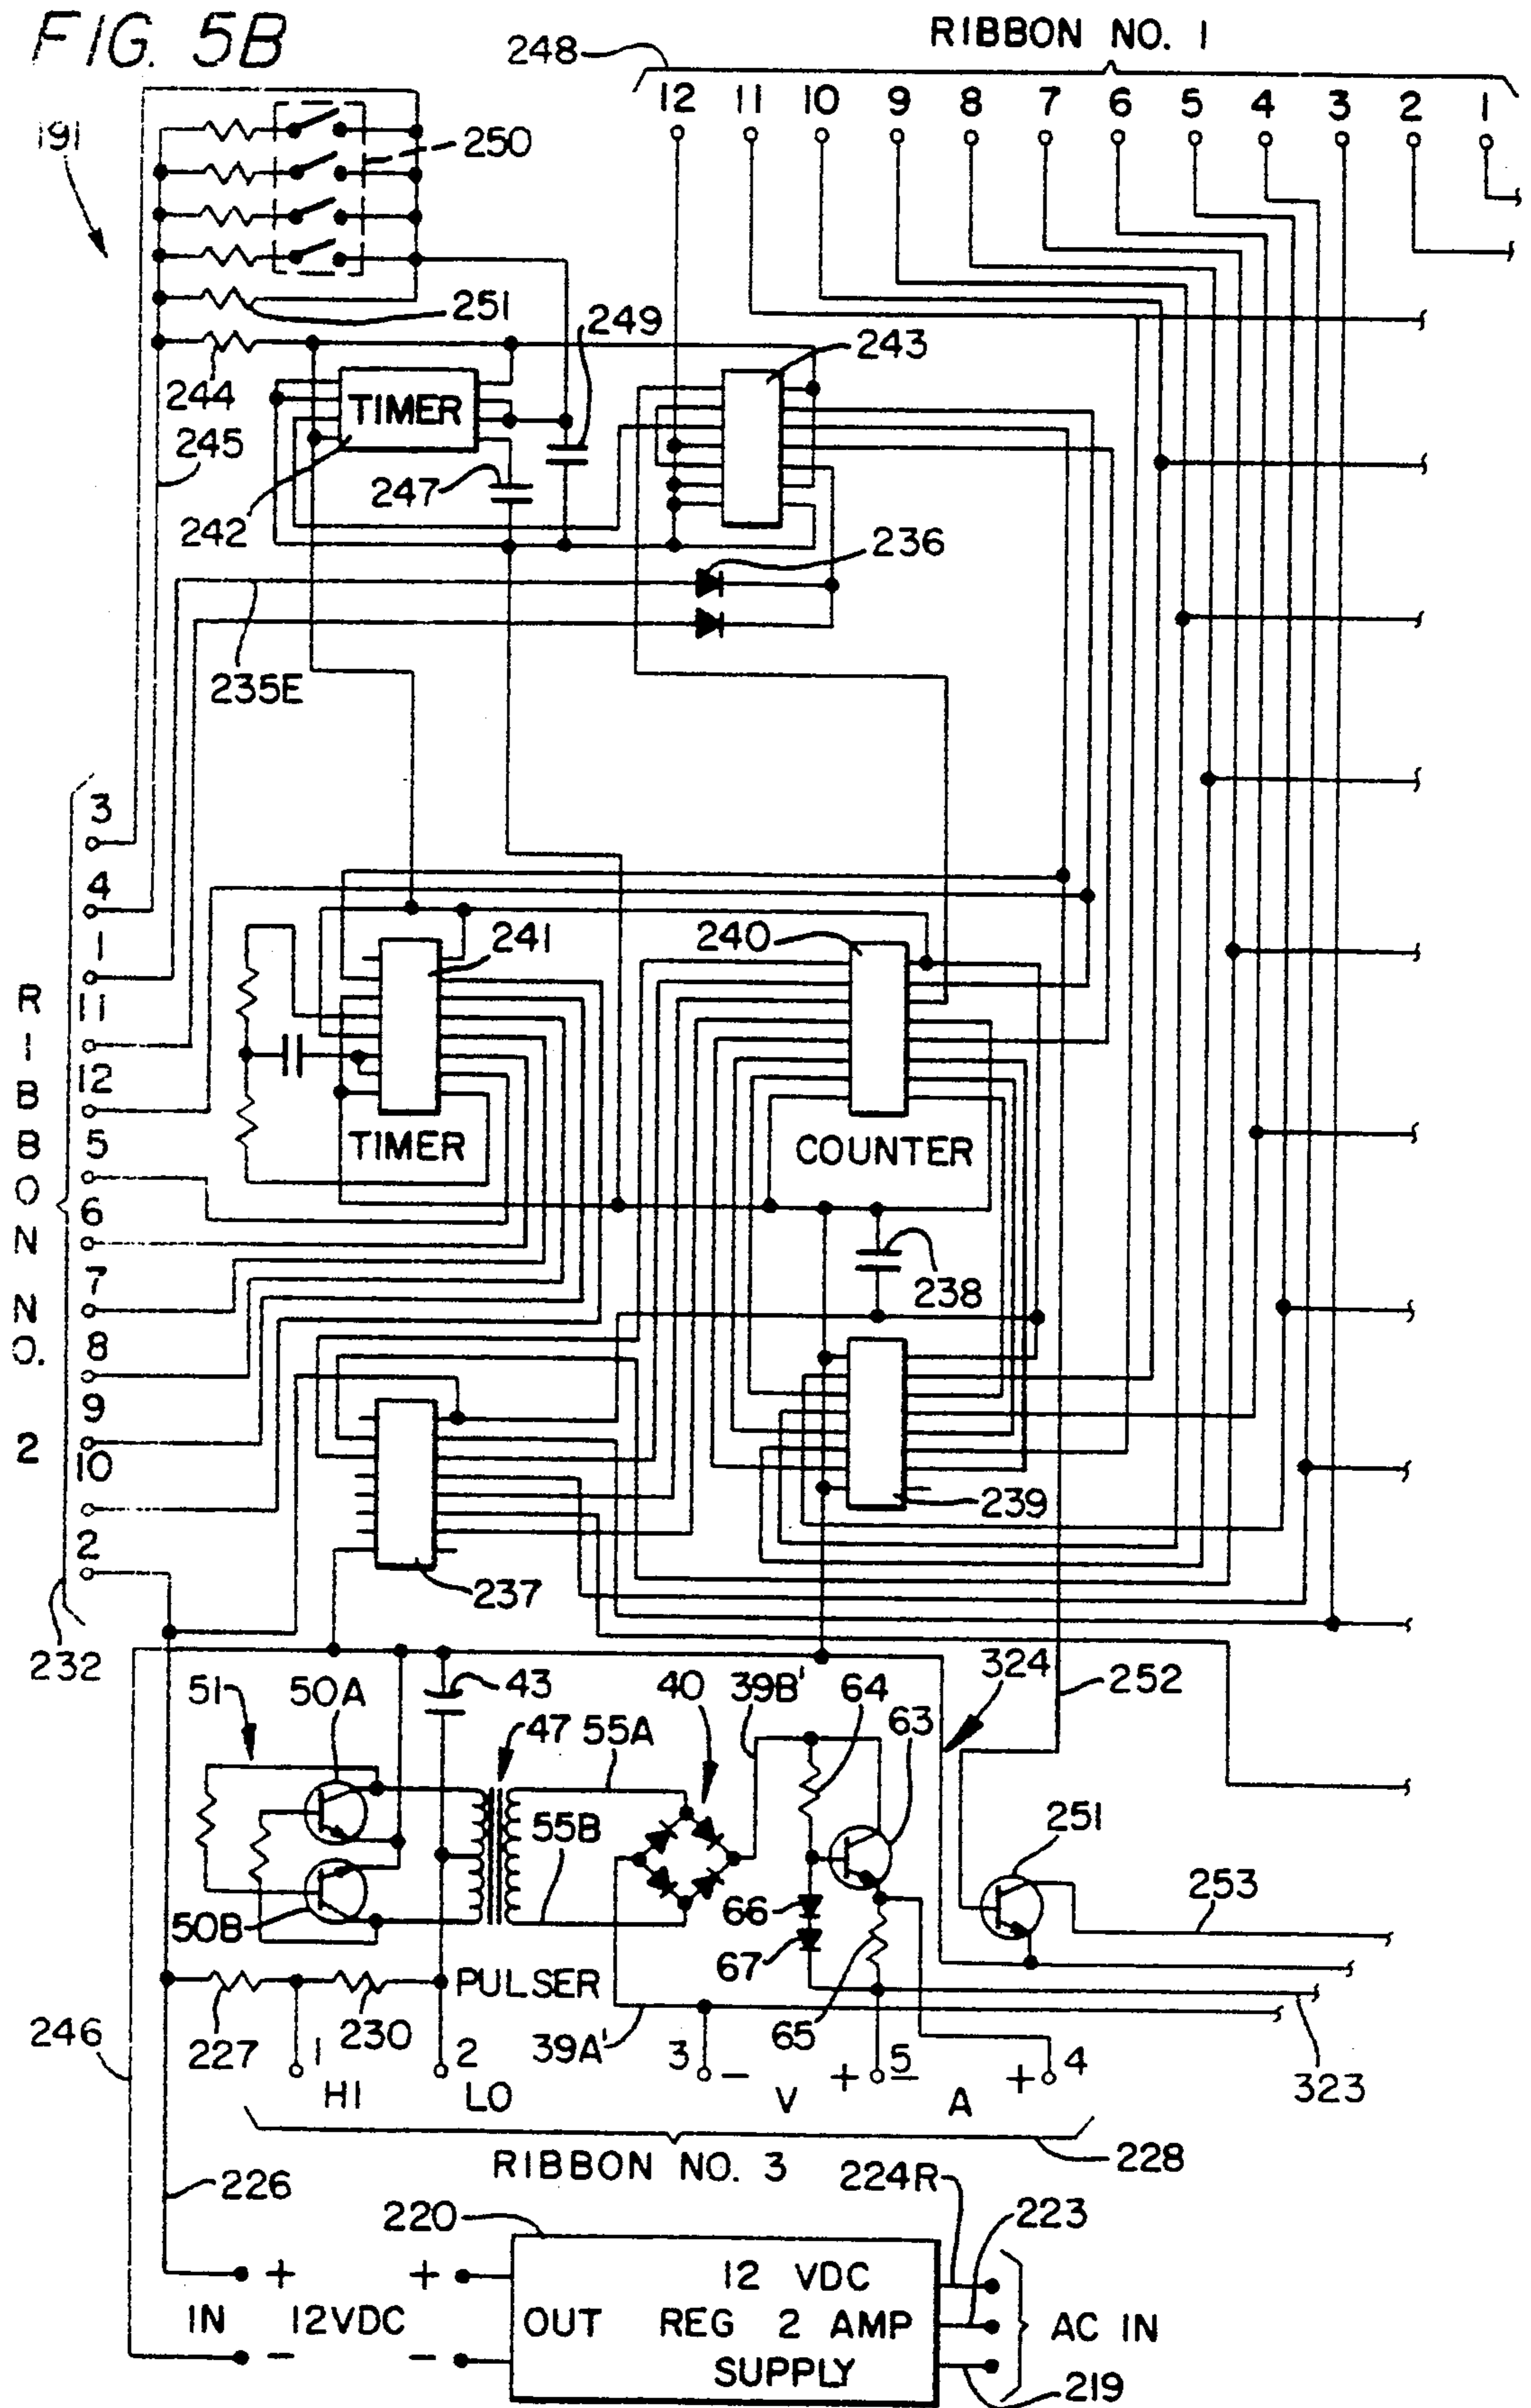 FIG. 5B
RIBBON NO. 1
248
12 11 10 9 8 7 6 5 4 3 2 1
191
250
251
249
243
244
TIMER
245
247
242
236
235E
3
4
1
11
12
5
6
7
8
9
10
2
RIBBON NO. 2
241
240
TIMER
COUNTER
238
239
237
232
324
51
50A
43
40
39B'
64
252
63
47
55A
55B
251
66
253
50B
67
PULSER
246
227
230
39A'
65
1
2
3
5
4
HI
LO
-
V
+
-
A
+
323
RIBBON NO. 3
228
226
224R
220
223
+
+
12 VDC
IN
12VDC
OUT
REG 2 AMP
AC IN
-
-
SUPPLY
219